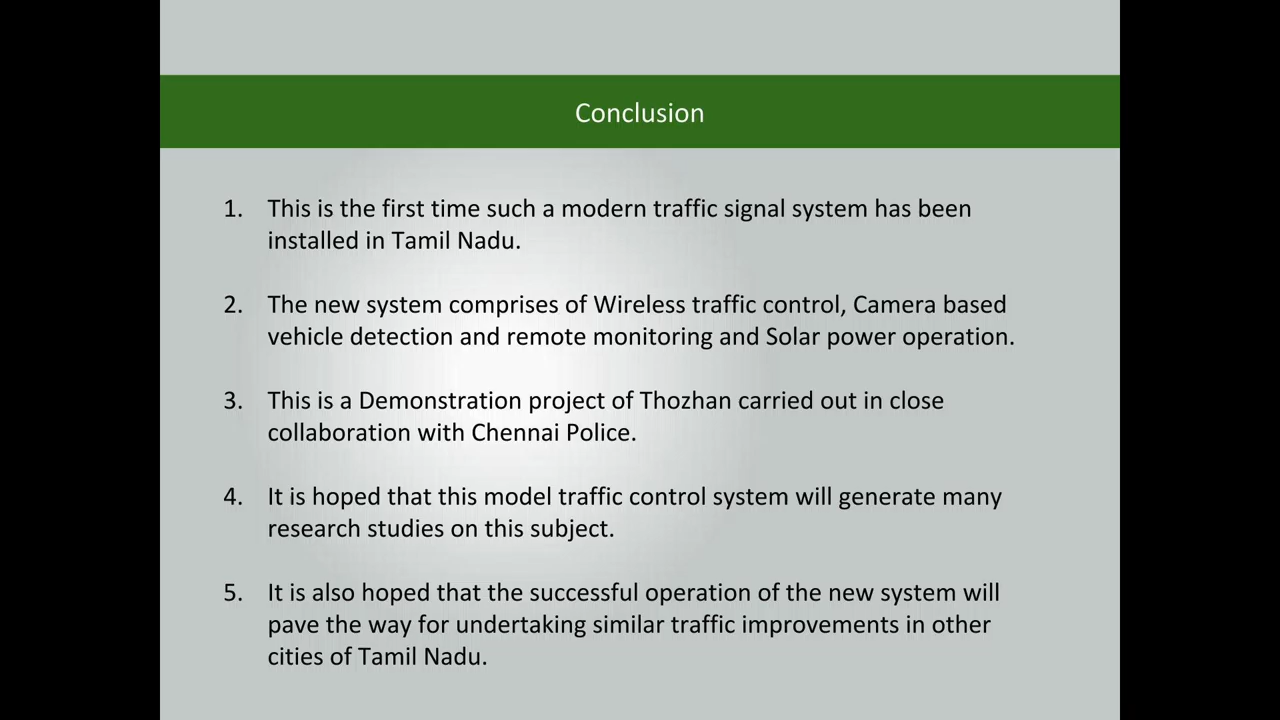 Conclusion
1. This is the first time such a modern traffic signal system has been
installed in Tamil Nadu.
2. The new system comprises of Wireless traffic control, Camera based
vehicle detection and remote monitoring and Solar power operation.
3. This is a Demonstration project of Thozhan carried out in close
collaboration with Chennai Police.
4. It is hoped that this model traffic control system will generate many
research studies on this subject.
5. It is also hoped that the successful operation of the new system will
pave the way for undertaking similar traffic improvements in other
cities of Tamil Nadu.